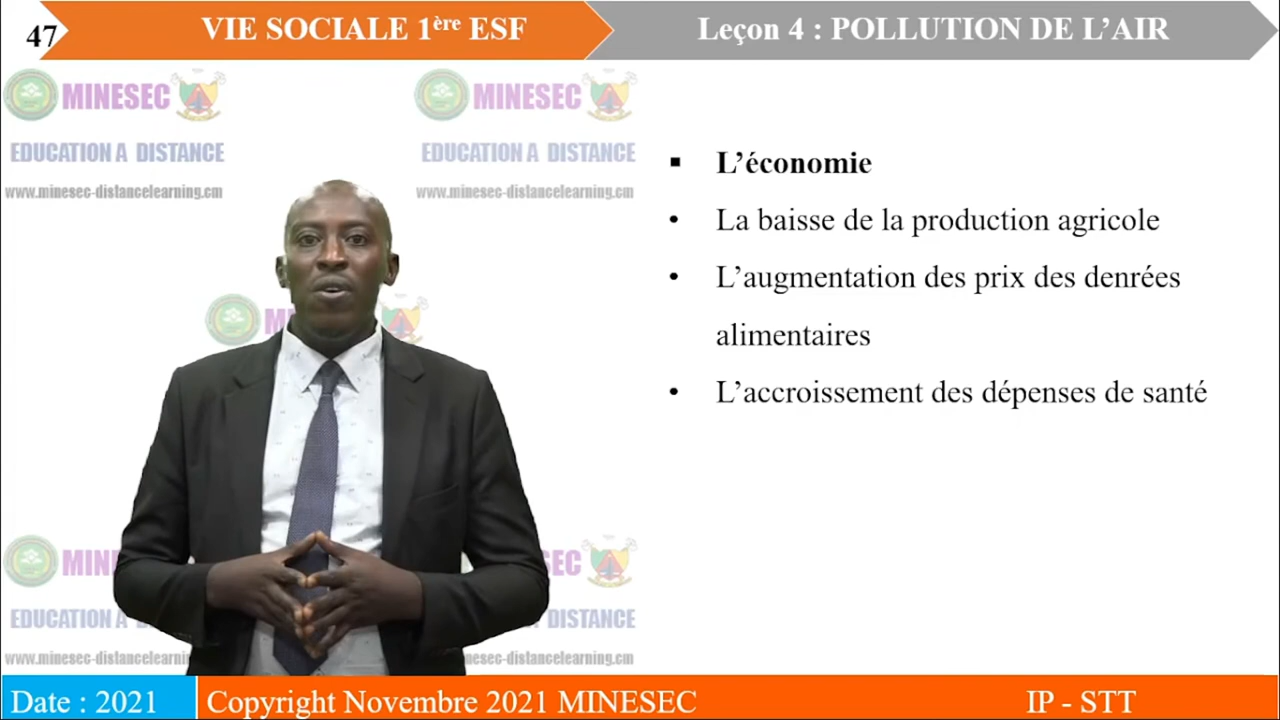 47
VIE SOCIALE 1ère ESF
Leçon 4 : POLLUTION DE L’AIR
MINESEC
MINESEC
EDUCATION A DISTANCE
EDUCATION A DISTANCE
www.minesec-distancelearning.cm
www.minesec-distancelearning.cm
▪ L’économie
• La baisse de la production agricole
• L’augmentation des prix des denrées
alimentaires
• L’accroissement des dépenses de santé
EDUCATION A
DISTANCE
Date : 2021
Copyright Novembre 2021 MINESEC
IP - STT